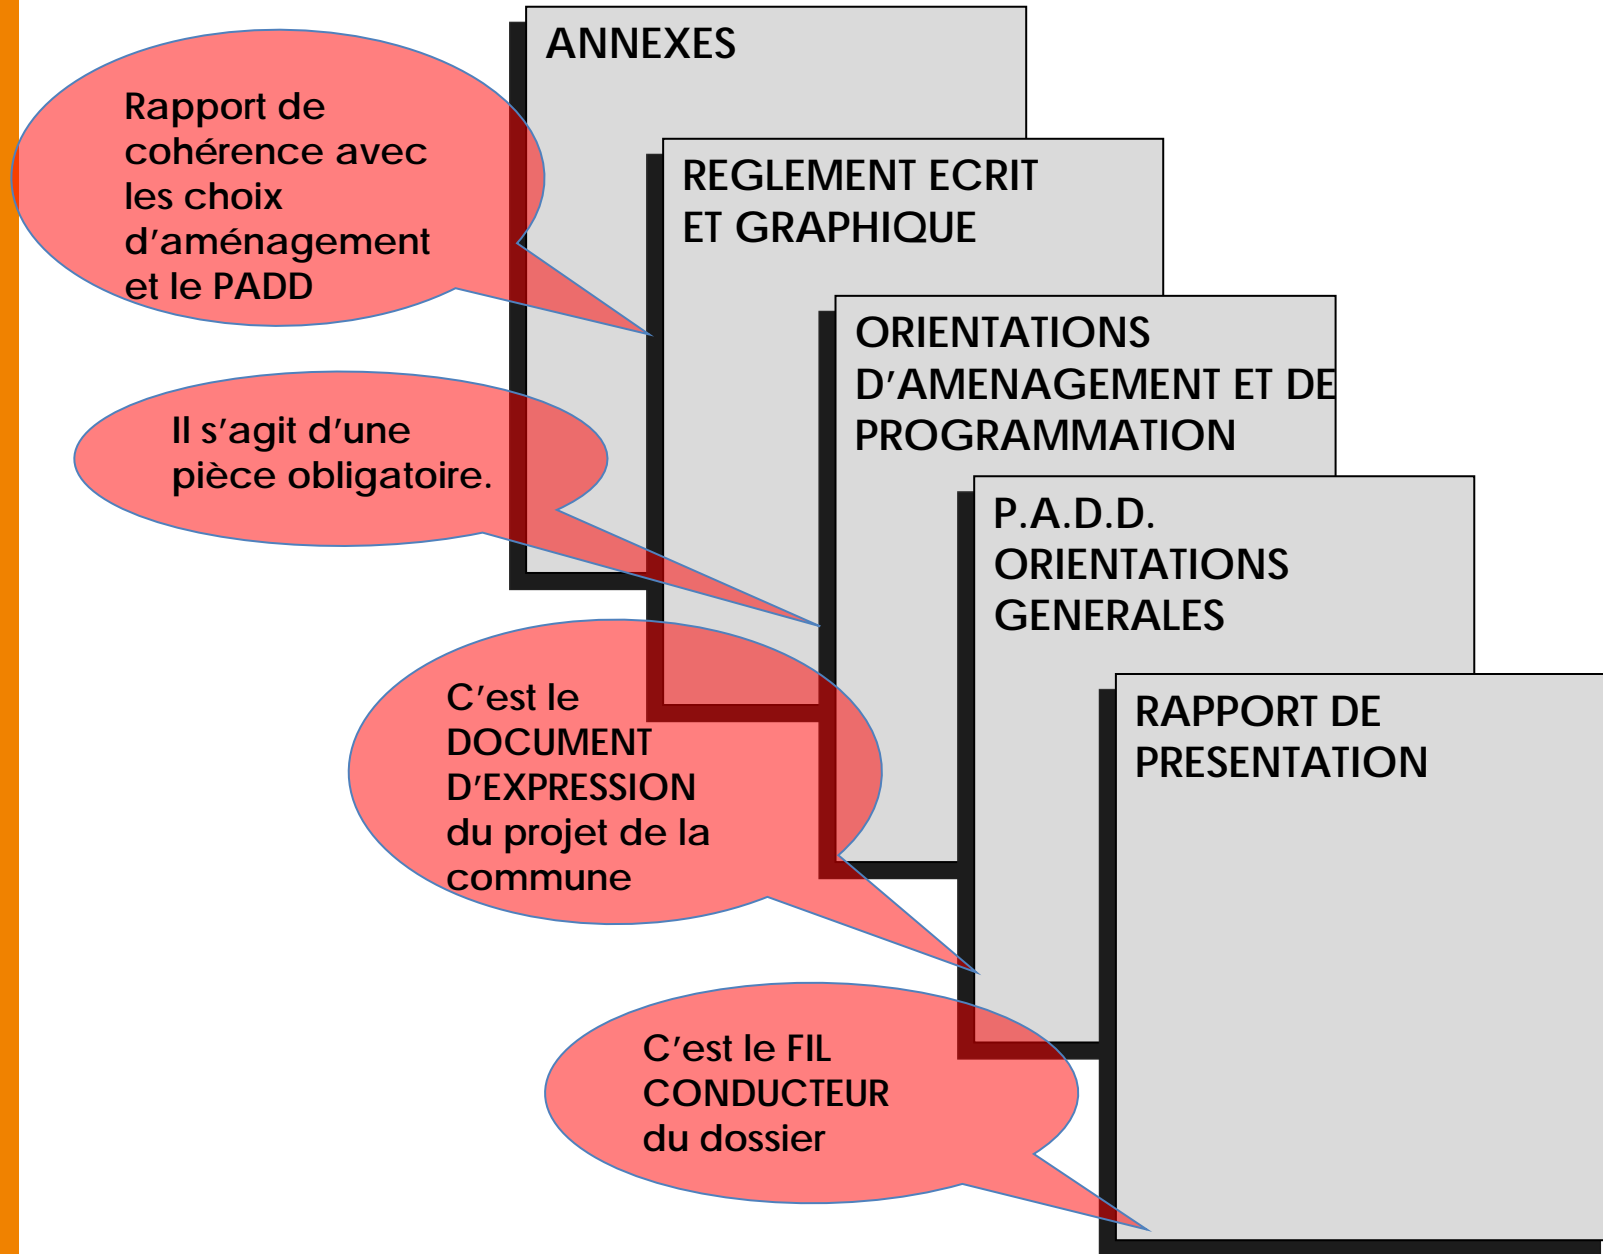 ANNEXES
Rapport de
cohérence avec
les choix
d’aménagement
et le PADD
REGLEMENT ECRIT
ET GRAPHIQUE
ORIENTATIONS
D’AMENAGEMENT ET DE
PROGRAMMATION
Il s’agit d’une
pièce obligatoire.
P.A.D.D.
ORIENTATIONS
GENERALES
C’est le
DOCUMENT
D’EXPRESSION
du projet de la
commune
RAPPORT DE
PRESENTATION
C’est le FIL
CONDUCTEUR
du dossier